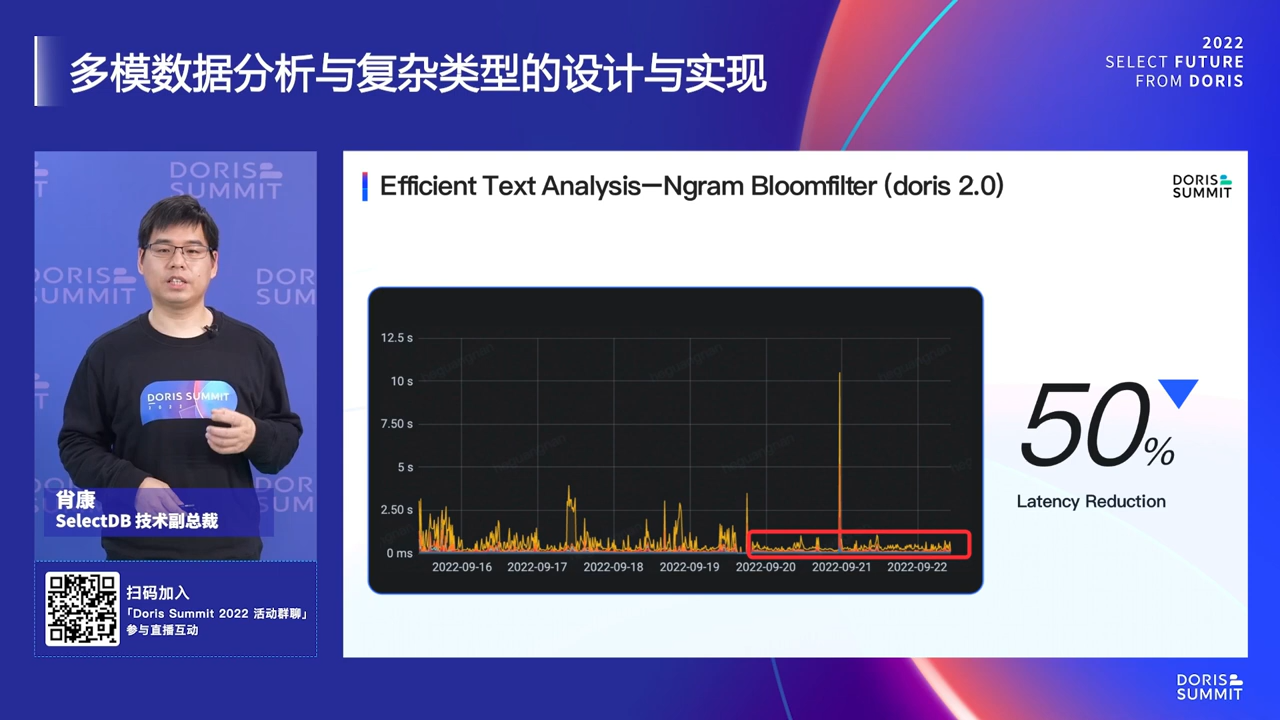 多模数据分析与复杂类型的设计与实现
2022
SELECT FUTURE
FROM DORIS
DORIS
SUMMIT
DORIS
SUMMIT
DORIS
SUMMIT
肖康
SelectDB 技术副总裁
扫码加入
「Doris Summit 2022 活动群聊」
参与直播互动
Efficient Text Analysis—Ngram Bloomfilter (doris 2.0)
DORIS
SUMMIT
12.5 s
10 s
7.50 s
5 s
2.50 s
0 ms
2022-09-16 2022-09-17 2022-09-18 2022-09-19 2022-09-20 2022-09-21 2022-09-22
50%
Latency Reduction
DORIS
SUMMIT